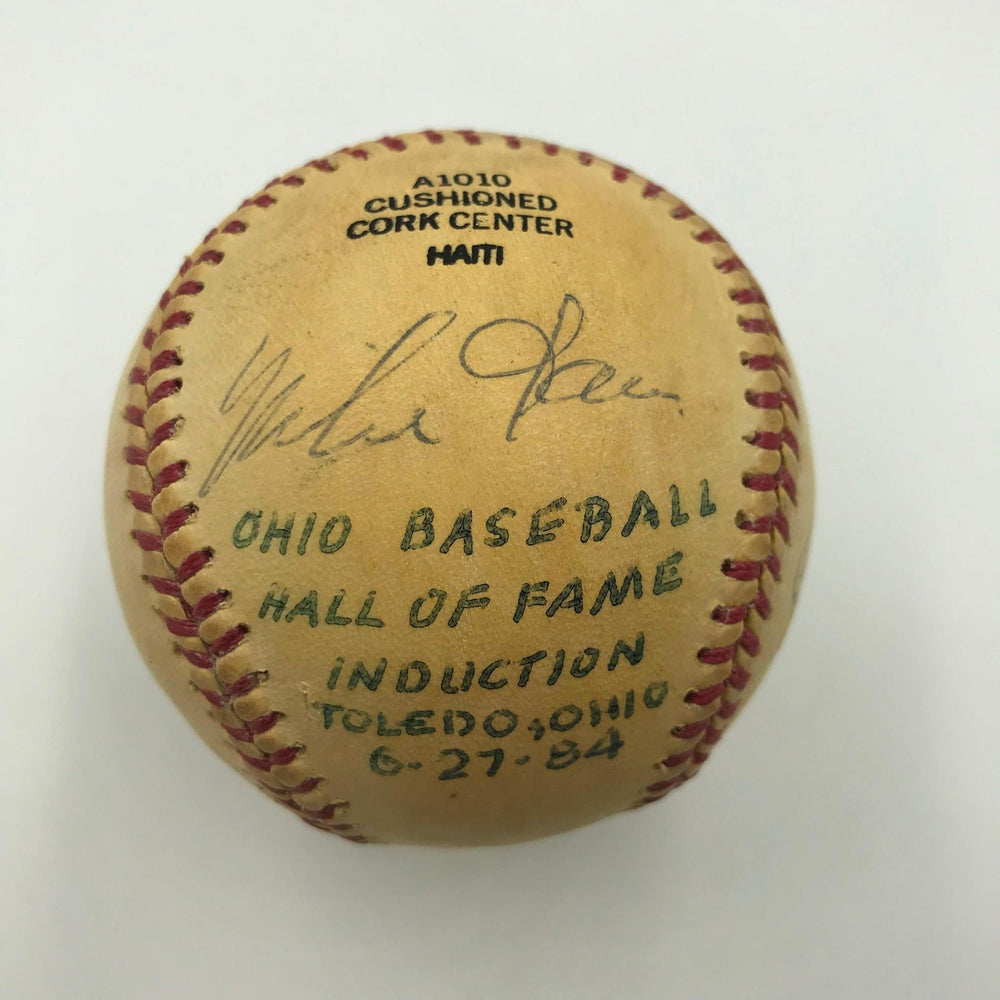 A1010
CUSHIONED
CORK CENTER
HAITI
OHIO BASEBALL
HALL OF FAME
INDUCTION
TOLEDO, OHIO
6-27-84